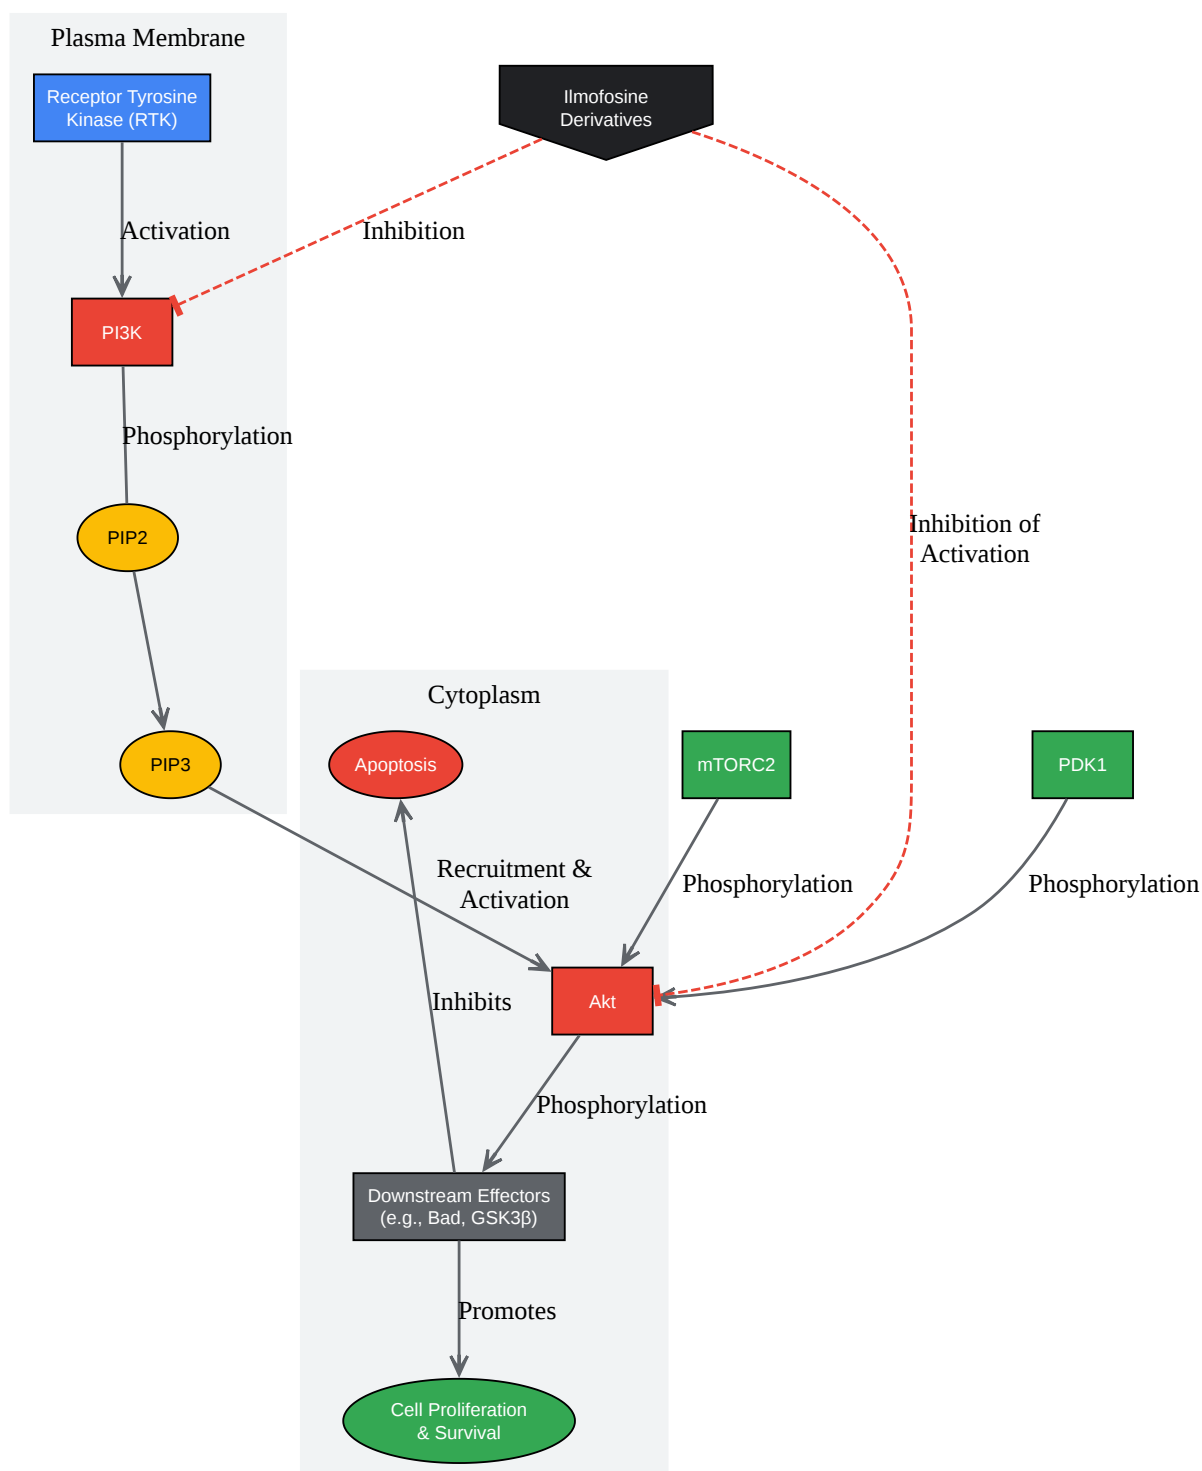 Plasma Membrane
Receptor Tyrosine
Kinase (RTK)
Ilmofosine
Derivatives
Activation
Inhibition
PI3K
Phosphorylation
PIP2
Inhibition of
Activation
Cytoplasm
PIP3
Apoptosis
mTORC2
PDK1
Recruitment &
Activation
Phosphorylation
Phosphorylation
Inhibits
Akt
Phosphorylation
Downstream Effectors
(e.g., Bad, GSK3β)
Promotes
Cell Proliferation
& Survival